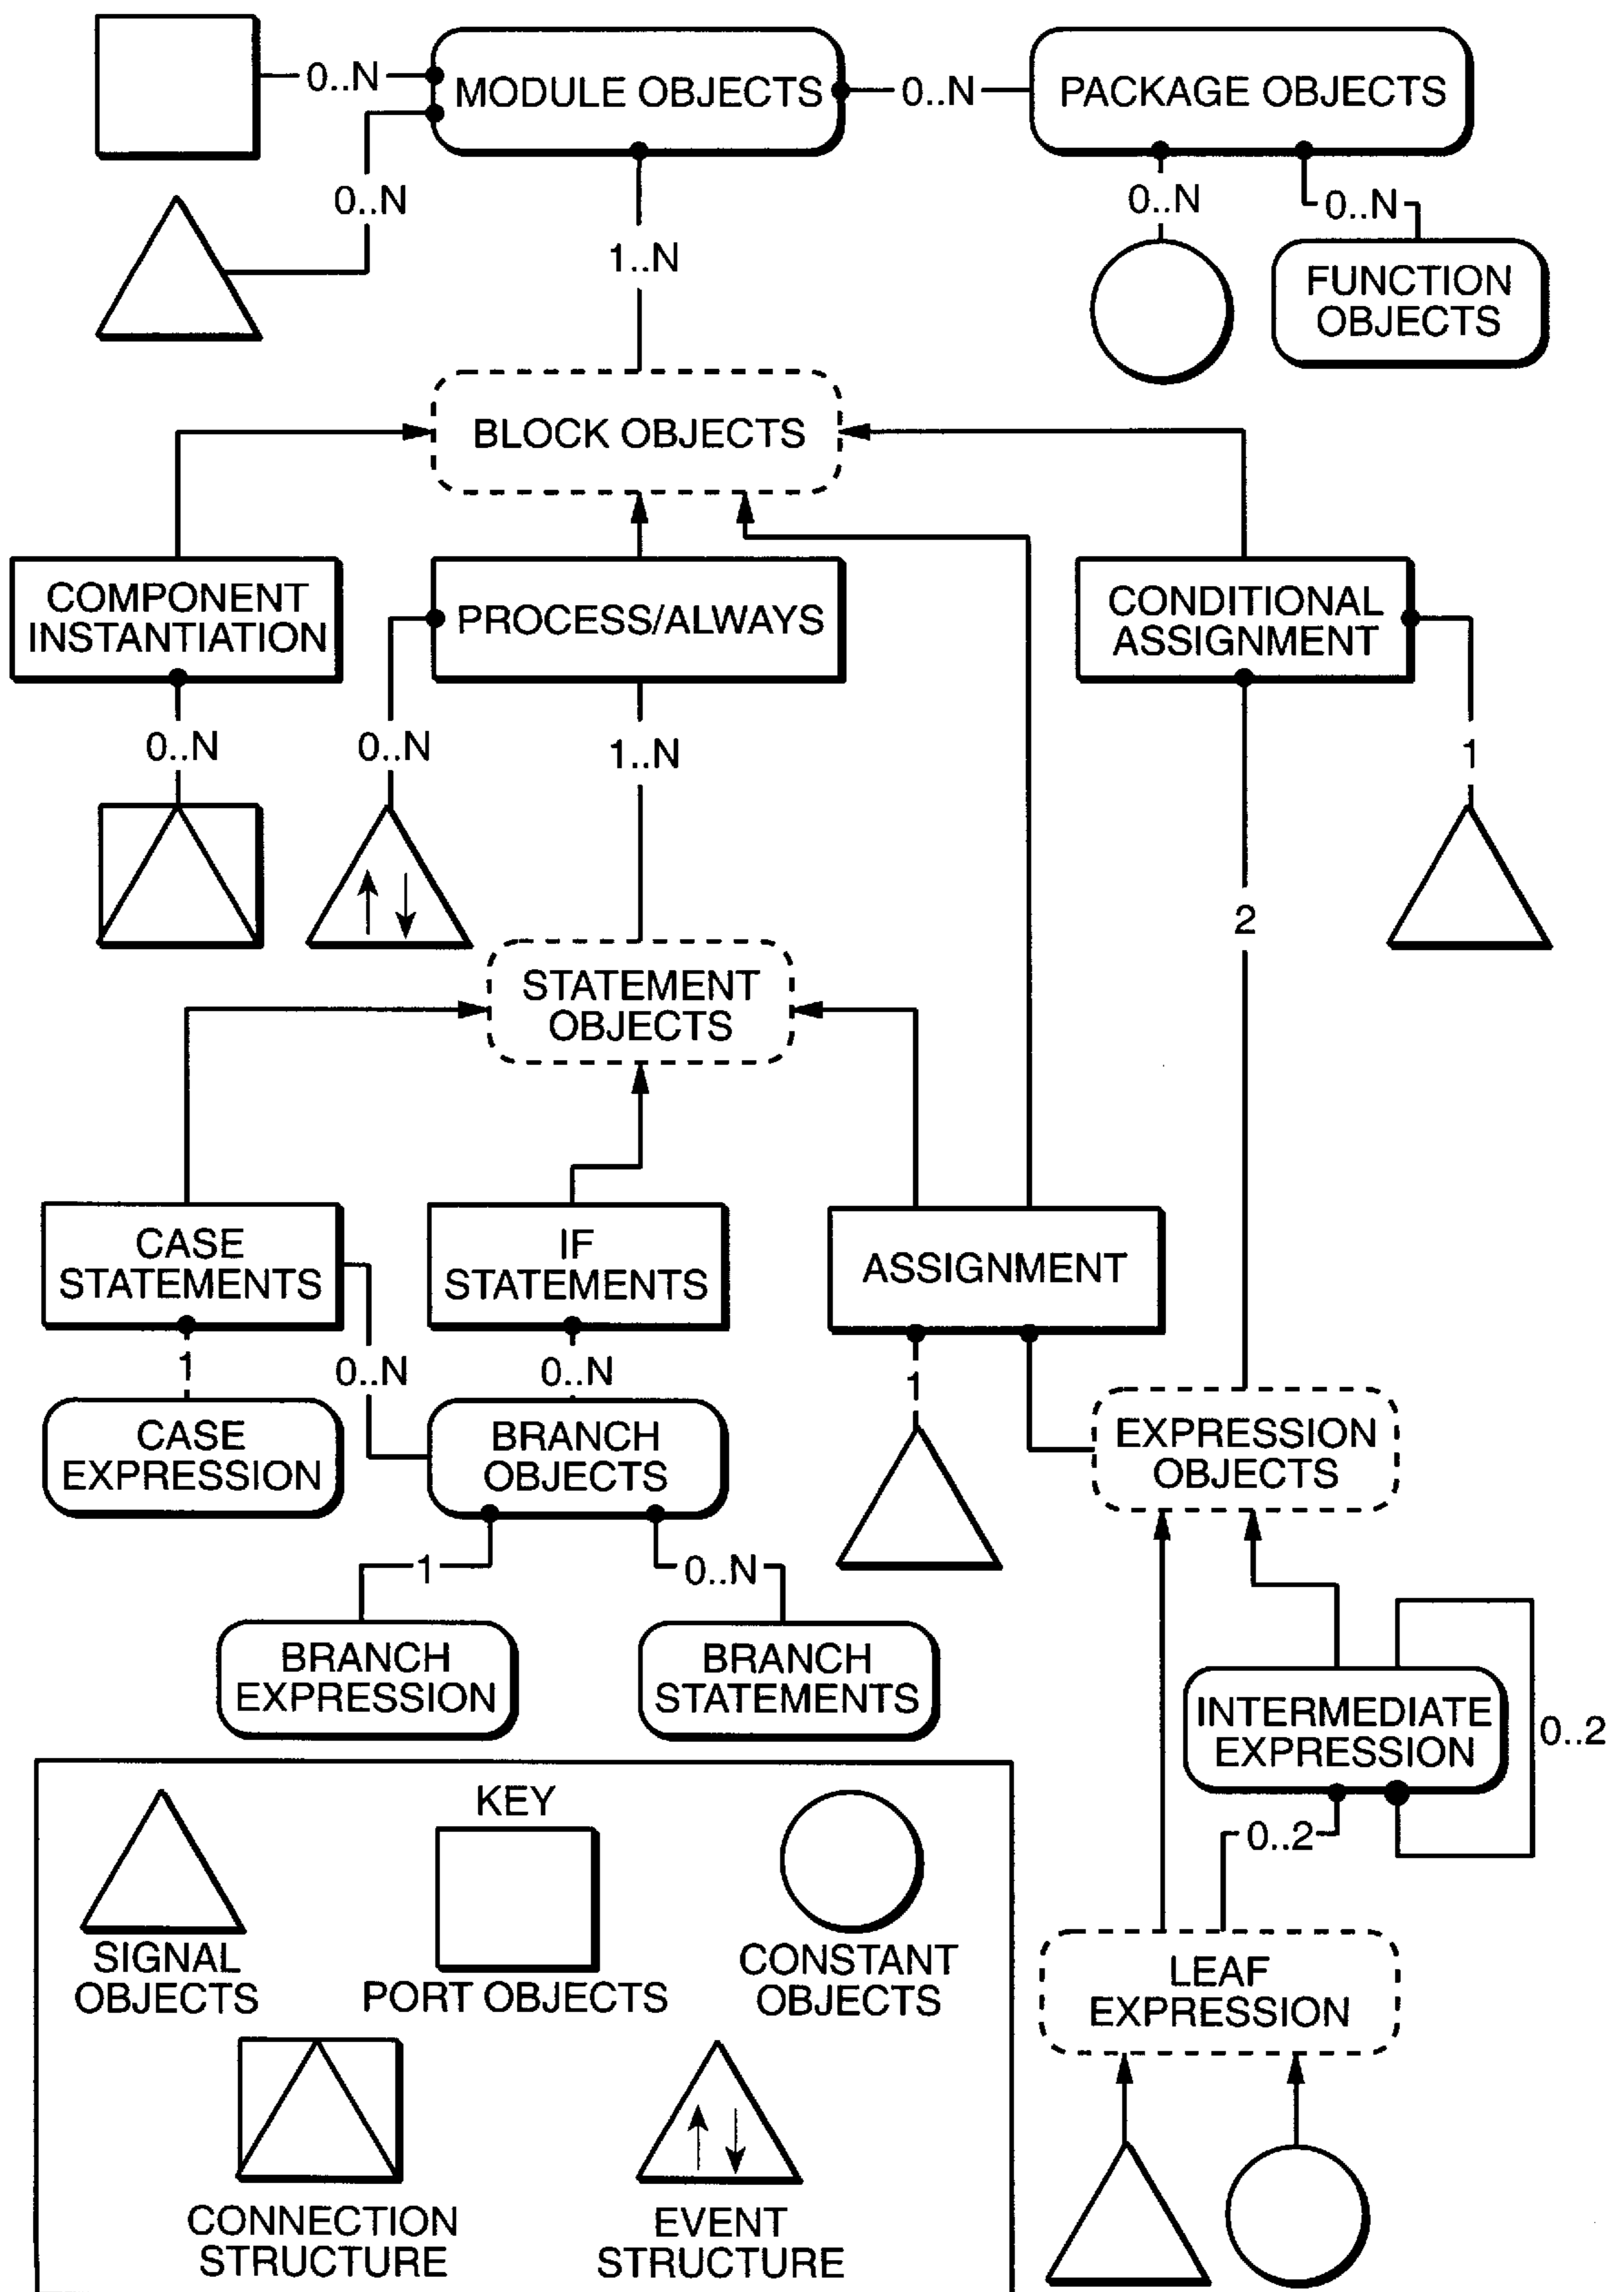 0..N
MODULE OBJECTS
0..N
PACKAGE OBJECTS
0..N
1..N
0..N
0..N
FUNCTION
OBJECTS
BLOCK OBJECTS
COMPONENT
INSTANTIATION
PROCESS/ALWAYS
CONDITIONAL
ASSIGNMENT
0..N
0..N
1..N
1
2
STATEMENT
OBJECTS
CASE
STATEMENTS
IF
STATEMENTS
ASSIGNMENT
1
0..N
0..N
1
CASE
EXPRESSION
BRANCH
OBJECTS
EXPRESSION
OBJECTS
1
0..N
BRANCH
EXPRESSION
BRANCH
STATEMENTS
INTERMEDIATE
EXPRESSION
0..2
0..2
LEAF
EXPRESSION
KEY
SIGNAL
OBJECTS
PORT OBJECTS
CONSTANT
OBJECTS
CONNECTION
STRUCTURE
EVENT
STRUCTURE